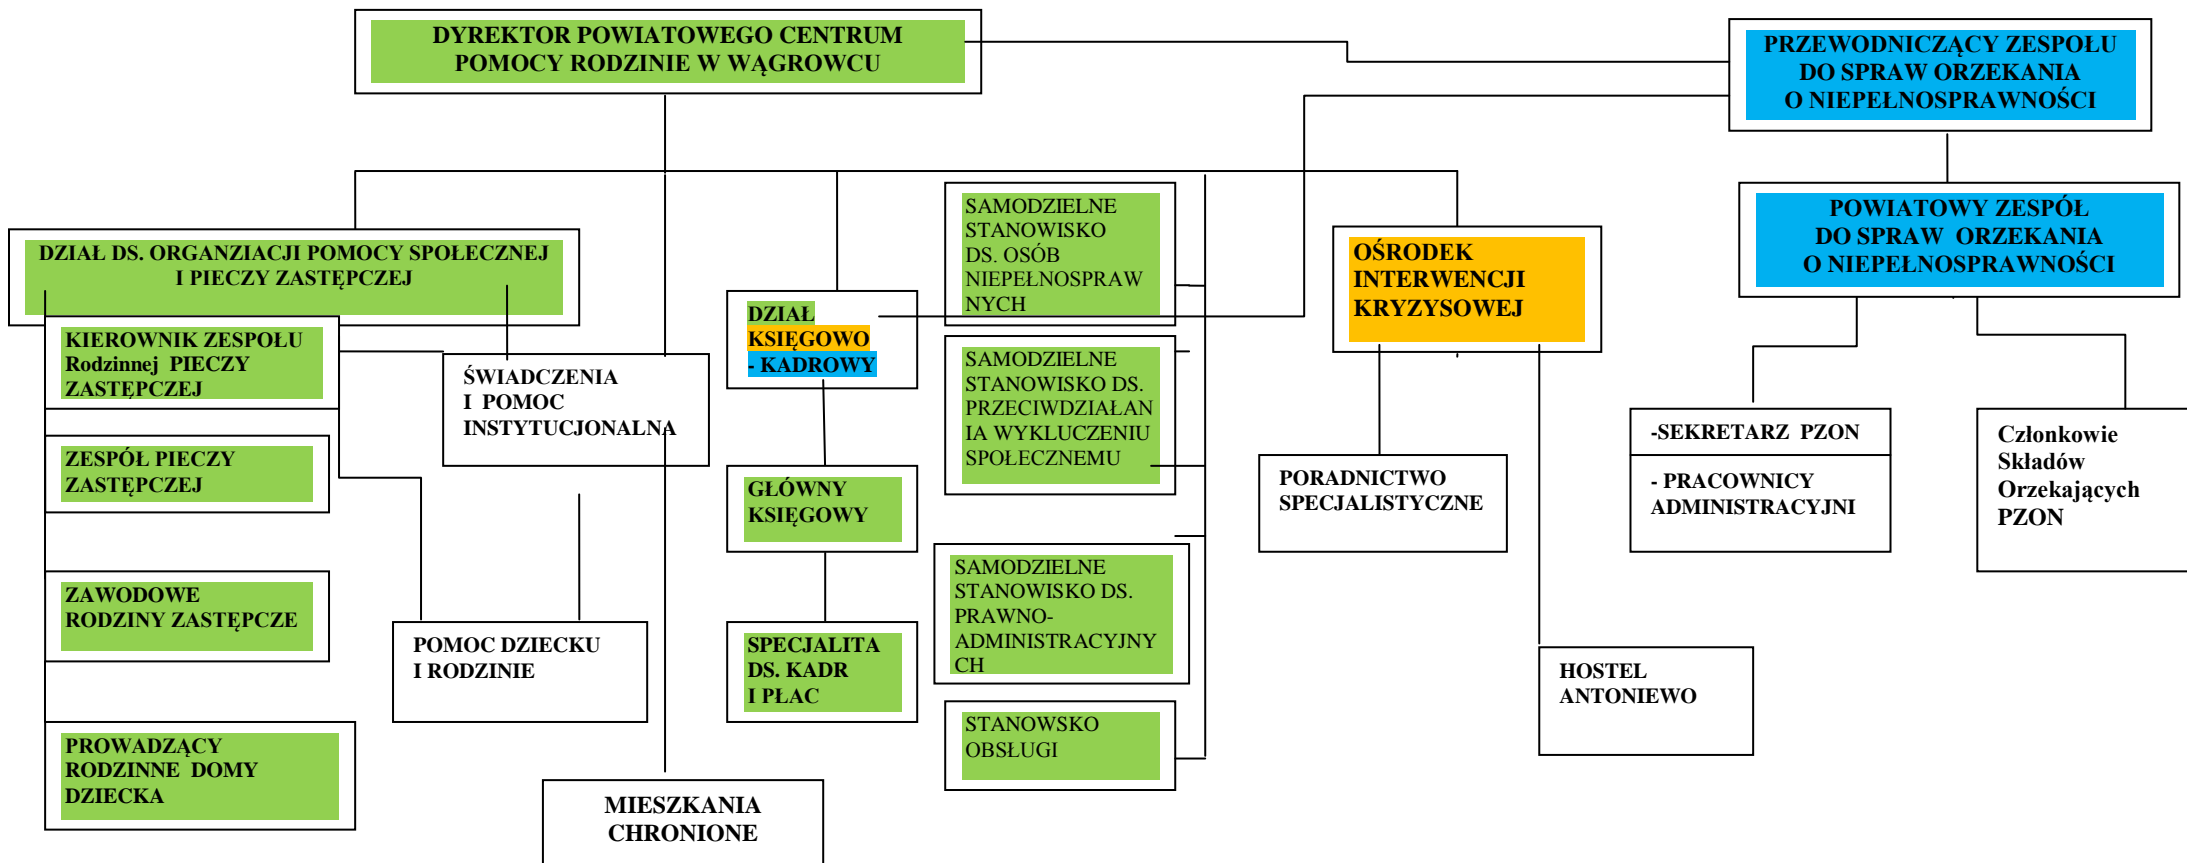 DYREKTOR POWIATOWEGO CENTRUM
POMOCY RODZINIE W WĄGROWCU
PRZEWODNICZĄCY ZESPOŁU
DO SPRAW ORZEKANIA
O NIEPEŁNOSPRAWNOŚCI
POWIATOWY ZESPÓŁ
DO SPRAW ORZEKANIA
O NIEPEŁNOSPRAWNOŚCI
DZIAŁ DS. ORGANZIACJI POMOCY SPOŁECZNEJ
I PIECZY ZASTĘPCZEJ
KIEROWNIK ZESPOŁU
Rodzinnej PIECZY
ZASTĘPCZEJ
ZESPÓŁ PIECZY
ZASTĘPCZEJ
ZAWODOWE
RODZINY ZASTĘPCZE
PROWADZĄCY
RODZINNE DOMY
DZIECKA
ŚWIADCZENIA
I POMOC
INSTYTUCJONALNA
POMOC DZIECKU
I RODZINIE
MIESZKANIA
CHRONIONE
DZIAŁ
KSIĘGOWO
- KADROWY
GŁÓWNY
KSIĘGOWY
SPECJALITA
DS. KADR
I PŁAC
SAMODZIELNE
STANOWISKO
DS. OSÓB
NIEPEŁNOSPRAW
NYCH
SAMODZIELNE
STANOWISKO DS.
PRZECIWDZIAŁAN
IA WYKLUCZENIU
SPOŁECZNEMU
SAMODZIELNE
STANOWISKO DS.
PRAWNO-
ADMINISTRACYJNY
CH
STANOWSKO
OBSŁUGI
OŚRODEK
INTERWENCJI
KRYZYSOWEJ
PORADNICTWO
SPECJALISTYCZNE
HOSTEL
ANTONIEWO
-SEKRETARZ PZON
- PRACOWNICY
ADMINISTRACYJNI
Członkowie
Składów
Orzekających
PZON